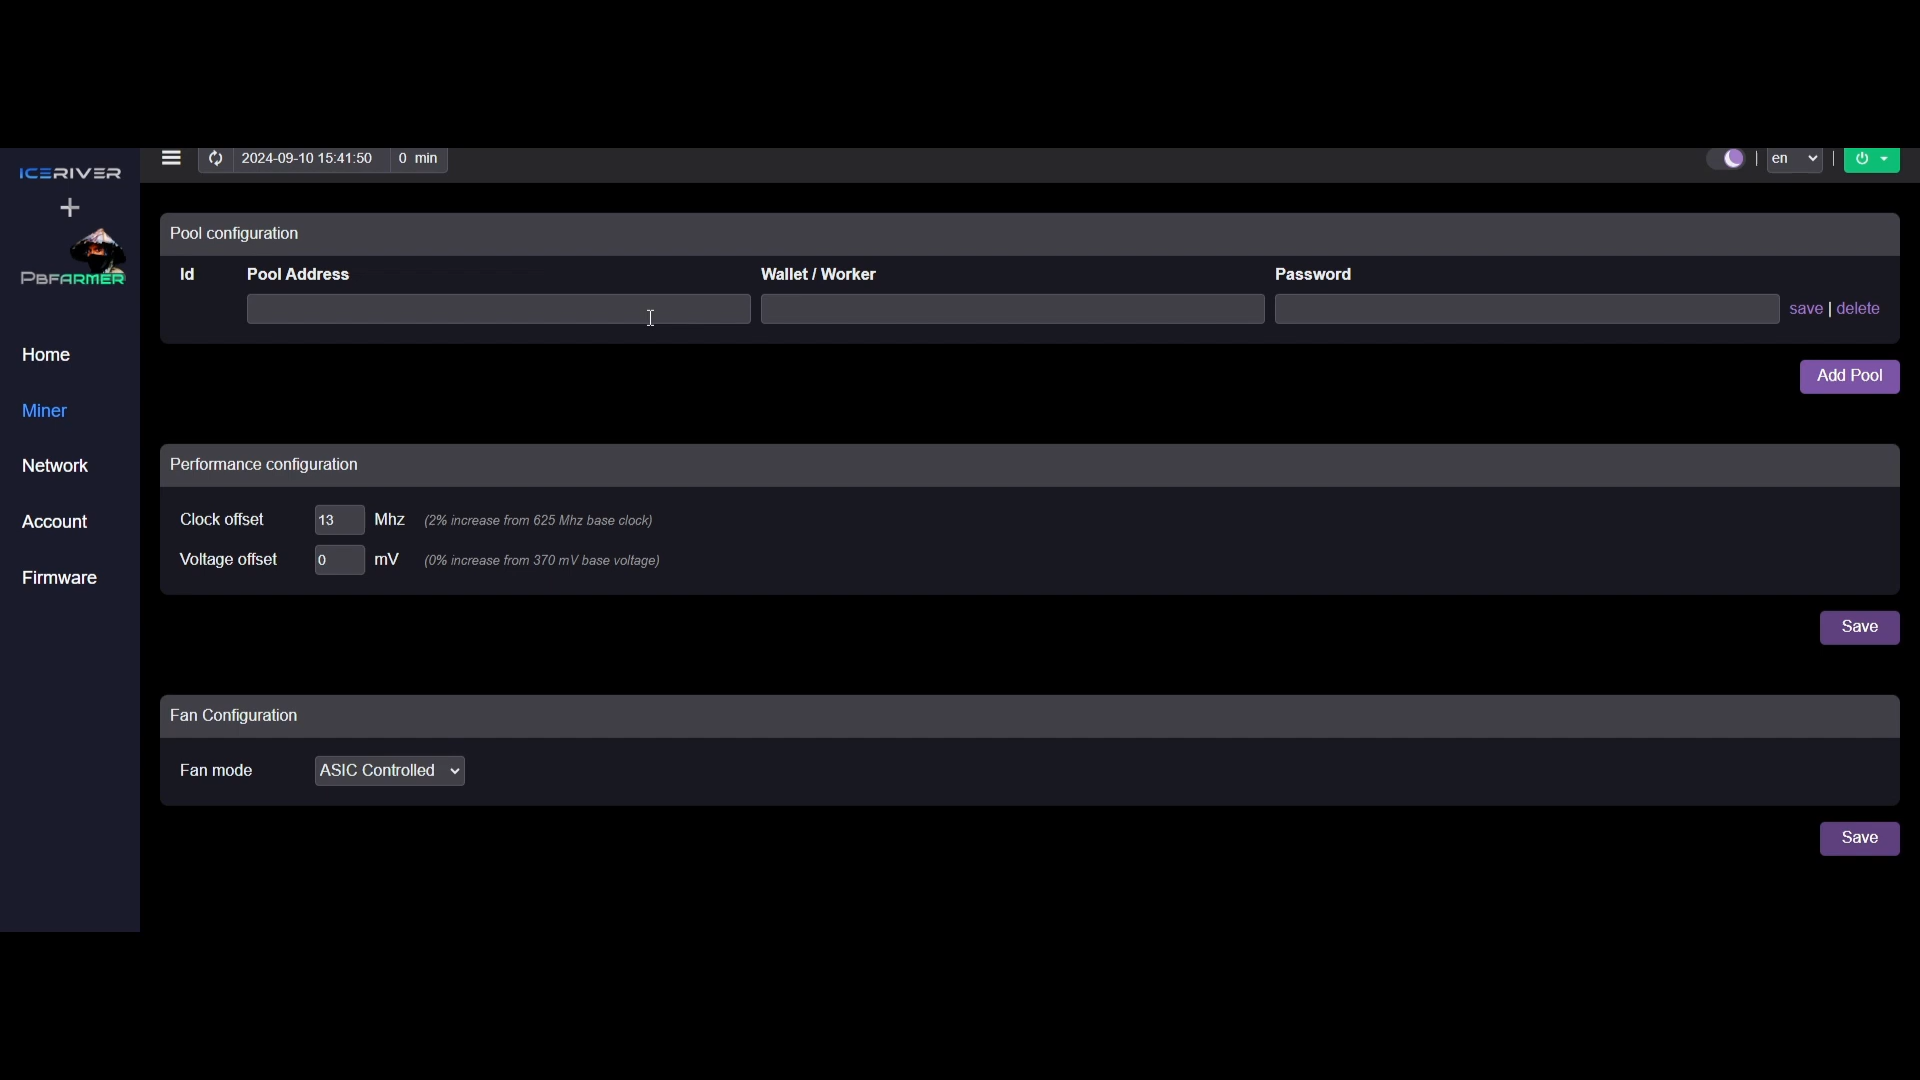 ICERIVER
+
PBFARMER
Home
Miner
Network
Account
Firmware
2024-09-10 15:41:50 0 min
| en |
Pool configuration
Id Pool Address Wallet / Worker Password
save | delete
Add Pool
Performance configuration
Clock offset 13 Mhz (2% increase from 625 Mhz base clock)
Voltage offset 0 mV (0% increase from 370 mV base voltage)
Save
Fan Configuration
Fan mode ASIC Controlled
Save